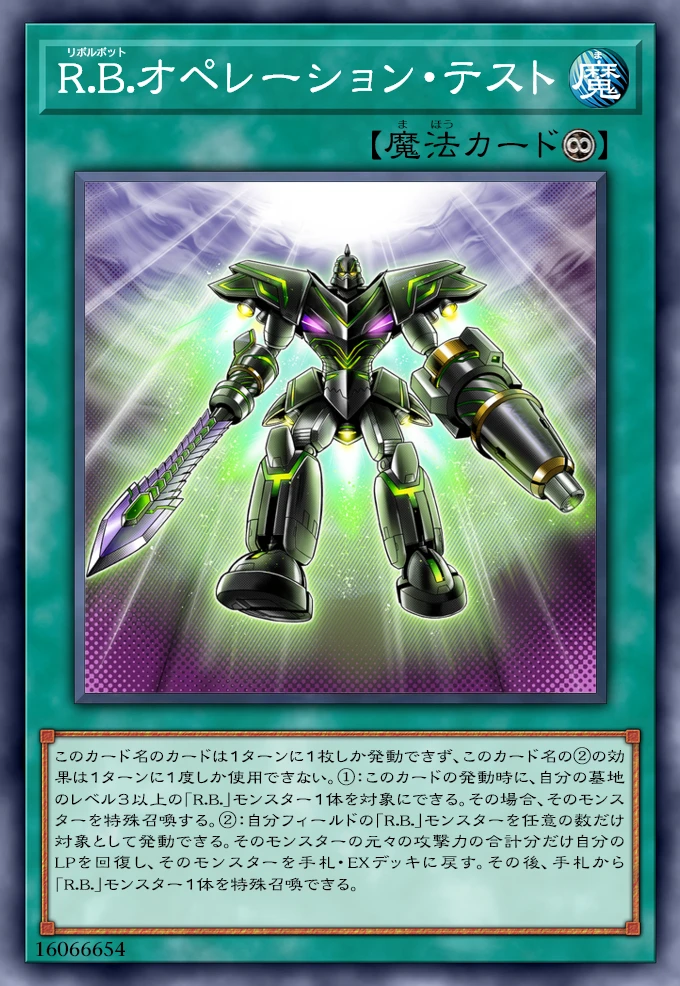 リボルボット
R.B.オペレーション・テスト
ま
魔
ま ほう
【魔法カード♾】
このカード名のカードは1ターンに1枚しか発動できず、このカード名の②の効
果は1ターンに1度しか使用できない。①：このカードの発動時に、自分の墓地
のレベル3以上の「R.B.」モンスター1体を対象にできる。その場合、そのモンス
ターを特殊召喚する。②：自分フィールドの「R.B.」モンスターを任意の数だけ
対象として発動できる。そのモンスターの元々の攻撃力の合計分だけ自分の
LPを回復し、そのモンスターを手札・EXデッキに戻す。その後、手札から
「R.B.」モンスター1体を特殊召喚できる。
16066654